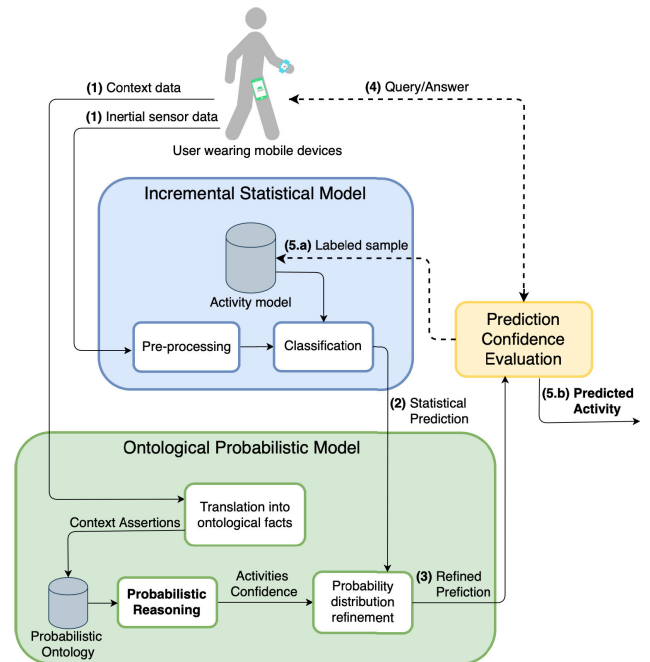 (1) Context data
(4) Query/Answer
(1) Inertial sensor data
User wearing mobile devices
Incremental Statistical Model
(5.a) Labeled sample
Activity model
Pre-processing
Classification
Prediction
Confidence
Evaluation
(2) Statistical
Prediction
(5.b) Predicted
Activity
Ontological Probabilistic Model
Translation into
ontological facts
Context Assertions
Probabilistic
Reasoning
Activities
Confidence
Probability
distribution
refinement
(3) Refined
Prefiction
Probabilistic
Ontology